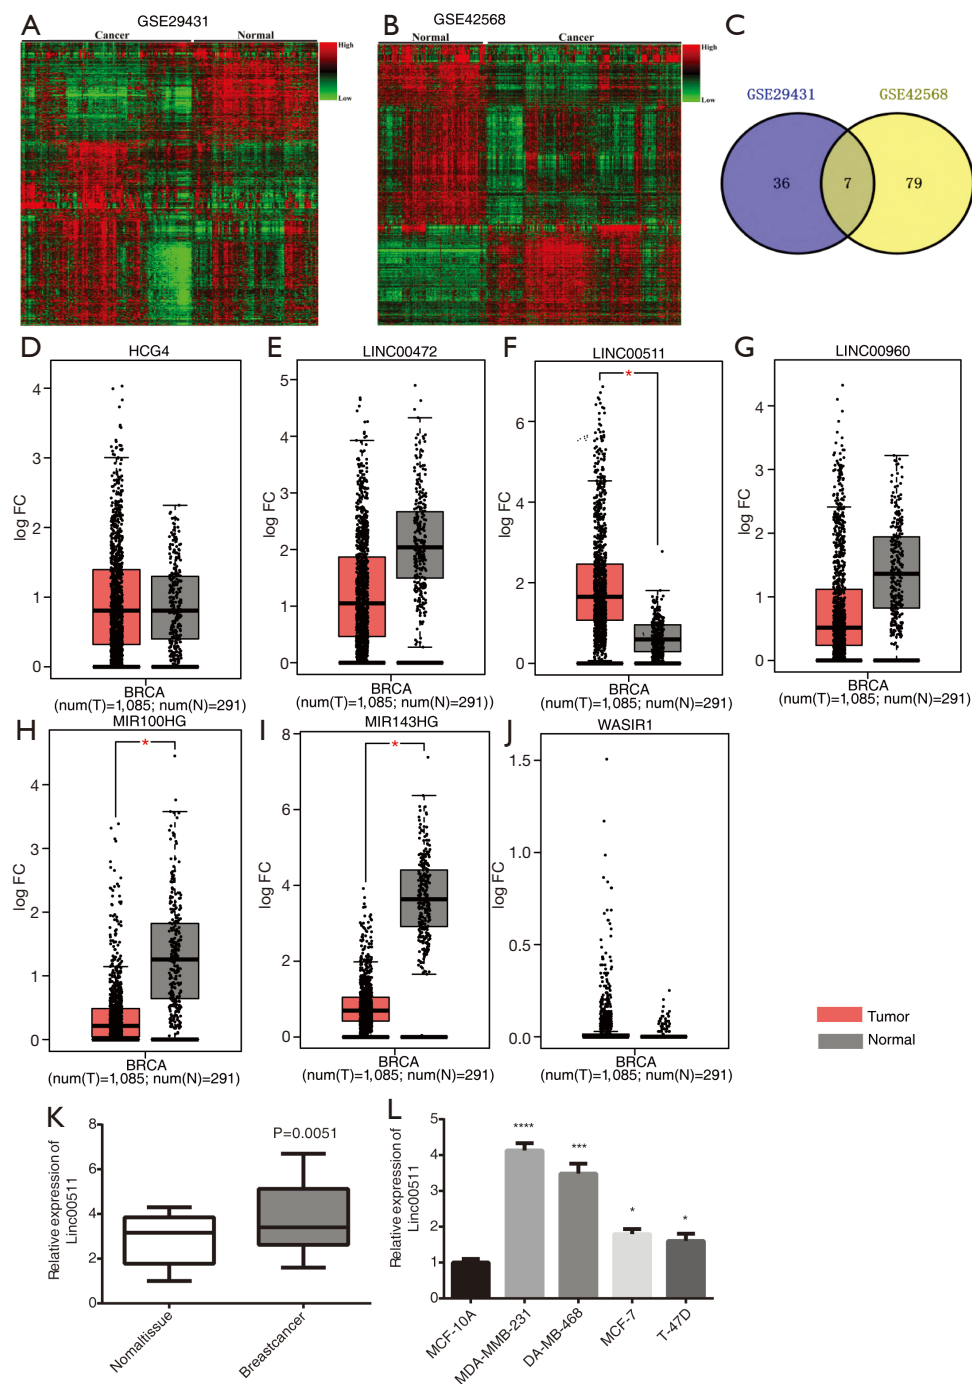 A
GSE29431
Cancer
Normal
High
Low
B
GSE42568
Normal
Cancer
High
Low
C
GSE29431
GSE42568
36
7
79
D
HCG4
log FC
4
3
2
1
0
BRCA
(num(T)=1,085; num(N)=291)
E
LINC00472
log FC
5
4
3
2
1
0
BRCA
(num(T)=1,085; num(N)=291))
F
LINC00511
*
log FC
6
4
2
0
BRCA
(num(T)=1,085; num(N)=291)
G
LINC00960
log FC
4
3
2
1
0
BRCA
(num(T)=1,085; num(N)=291)
H
MIR100HG
*
log FC
4
3
2
1
0
BRCA
(num(T)=1,085; num(N)=291)
I
MIR143HG
*
log FC
8
6
4
2
0
BRCA
(num(T)=1,085; num(N)=291)
J
WASIR1
log FC
1.5
1.0
0.5
0.0
BRCA
(num(T)=1,085; num(N)=291)
Tumor
Normal
K
Relative expression of
Linc00511
8
6
4
2
0
P=0.0051
Nomaltissue
Breastcancer
L
Relative expression of
Linc00511
5
4
3
2
1
0
****
***
*
*
MCF-10A
MDA-MMB-231
DA-MB-468
MCF-7
T-47D